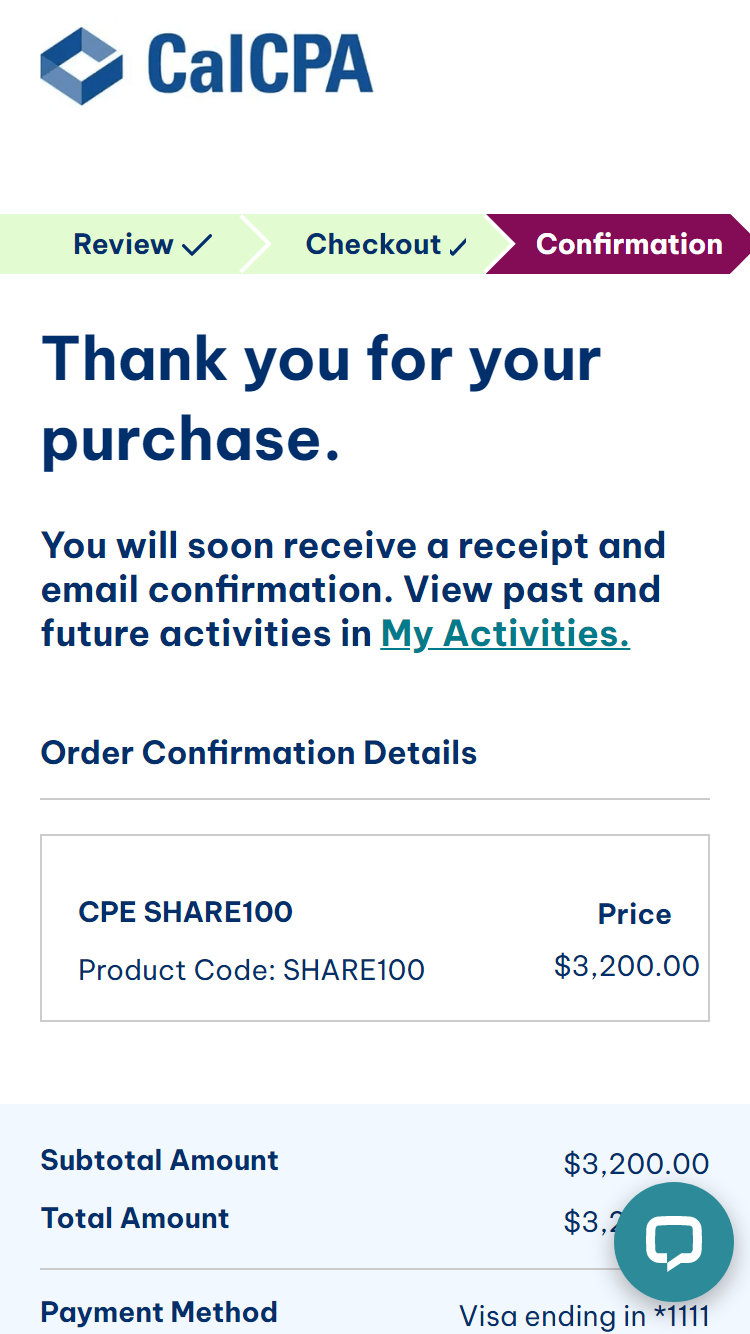 CalCPA
Review
Checkout
Confirmation
Thank you for your
purchase.
You will soon receive a receipt and
email confirmation. View past and
future activities in My Activities.
Order Confirmation Details
CPE SHARE100
Price
Product Code: SHARE100
$3,200.00
Subtotal Amount
$3,200.00
Total Amount
Payment Method
Visa ending in *1111